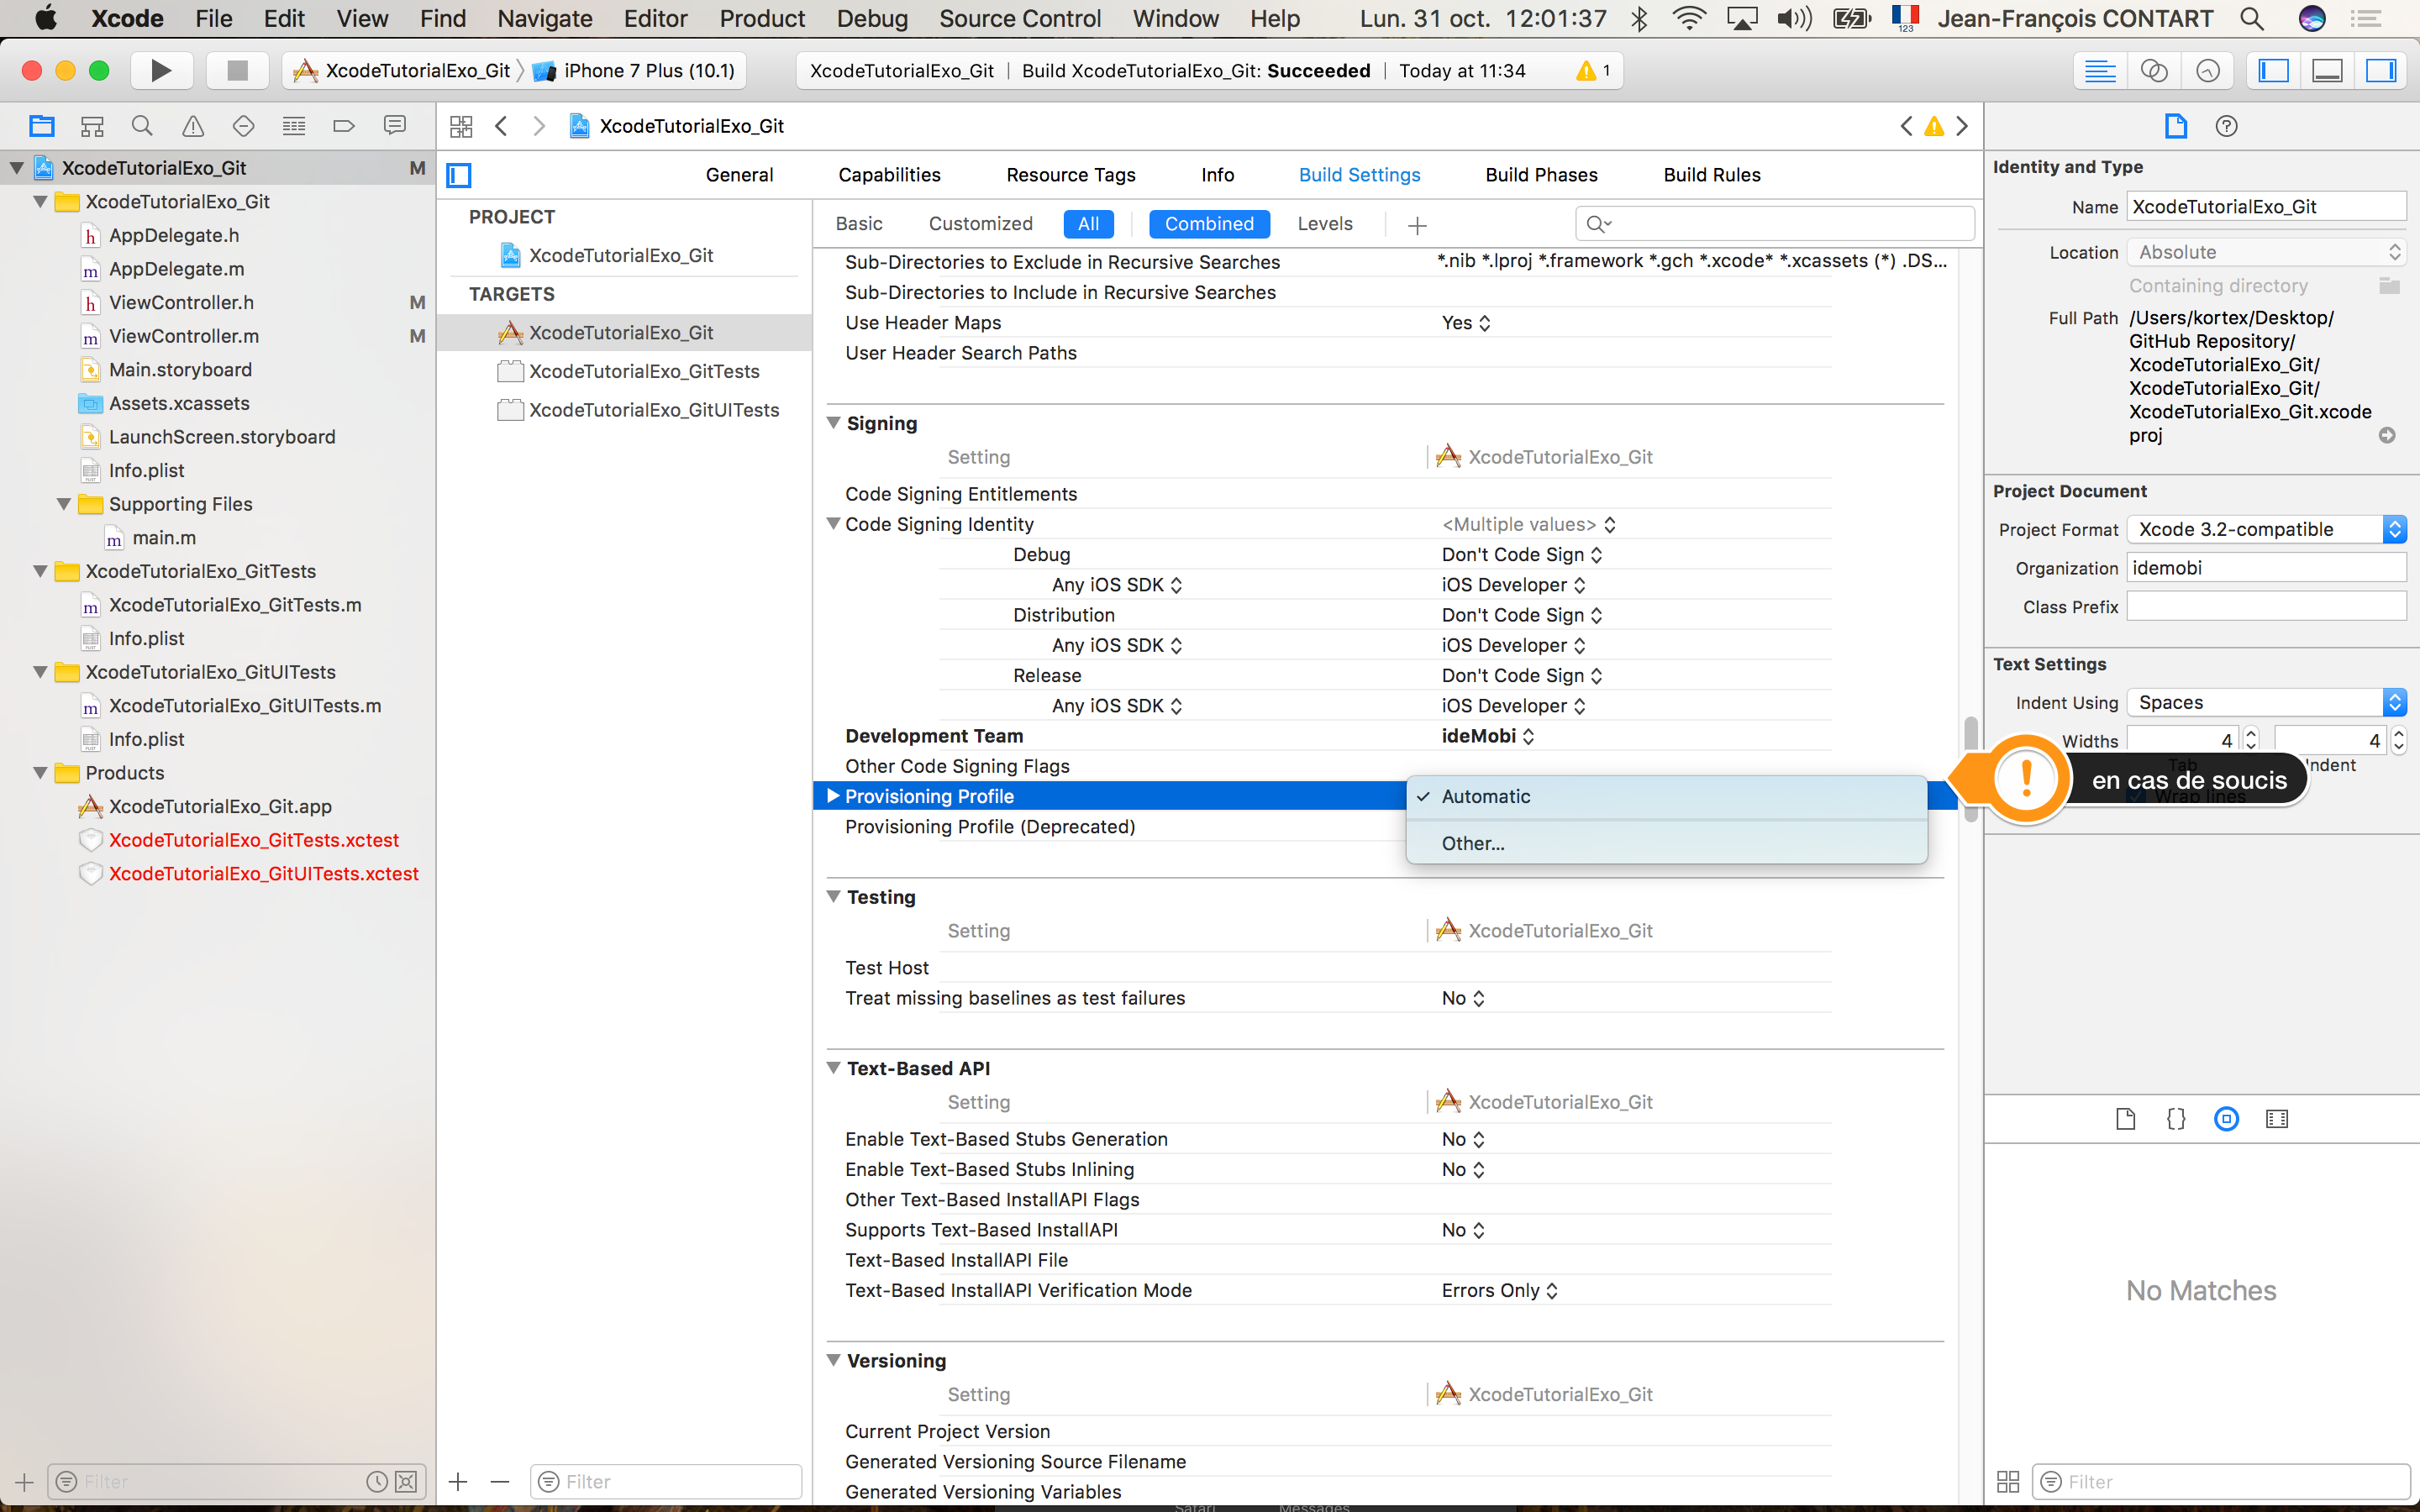 Xcode File Edit View Find Navigate Editor Product Debug Source Control Window Help Lun. 31 oct. 12:01:37 123 Jean-François CONTART
XcodeTutorialExo_Git iPhone 7 Plus (10.1) XcodeTutorialExo_Git Build XcodeTutorialExo_Git: Succeeded Today at 11:34 1
XcodeTutorialExo_Git
XcodeTutorialExo_Git M
XcodeTutorialExo_Git
h AppDelegate.h
m AppDelegate.m
h ViewController.h M
m ViewController.m M
Main.storyboard
Assets.xcassets
LaunchScreen.storyboard
Info.plist
Supporting Files
m main.m
XcodeTutorialExo_GitTests
m XcodeTutorialExo_GitTests.m
Info.plist
XcodeTutorialExo_GitUITests
m XcodeTutorialExo_GitUITests.m
Info.plist
Products
XcodeTutorialExo_Git.app
XcodeTutorialExo_GitTests.xctest
XcodeTutorialExo_GitUITests.xctest
Filter
General Capabilities Resource Tags Info Build Settings Build Phases Build Rules
PROJECT
XcodeTutorialExo_Git
TARGETS
XcodeTutorialExo_Git
XcodeTutorialExo_GitTests
XcodeTutorialExo_GitUITests
Filter
Basic Customized All Combined Levels
Sub-Directories to Exclude in Recursive Searches *.nib *.lproj *.framework *.gch *.xcode* *.xcassets (*) .DS...
Sub-Directories to Include in Recursive Searches
Use Header Maps Yes
User Header Search Paths
Signing
Setting XcodeTutorialExo_Git
Code Signing Entitlements
Code Signing Identity <Multiple values>
Debug Don't Code Sign
Any iOS SDK iOS Developer
Distribution Don't Code Sign
Any iOS SDK iOS Developer
Release Don't Code Sign
Any iOS SDK iOS Developer
Development Team ideMobi
Other Code Signing Flags
Provisioning Profile ✓ Automatic
Provisioning Profile (Deprecated)
Other...
Testing
Setting XcodeTutorialExo_Git
Test Host
Treat missing baselines as test failures No
Text-Based API
Setting XcodeTutorialExo_Git
Enable Text-Based Stubs Generation No
Enable Text-Based Stubs Inlining No
Other Text-Based InstallAPI Flags
Supports Text-Based InstallAPI No
Text-Based InstallAPI File
Text-Based InstallAPI Verification Mode Errors Only
Versioning
Setting XcodeTutorialExo_Git
Current Project Version
Generated Versioning Source Filename
Generated Versioning Variables
Identity and Type
Name XcodeTutorialExo_Git
Location Absolute
Containing directory
Full Path /Users/kortex/Desktop/
GitHub Repository/
XcodeTutorialExo_Git/
XcodeTutorialExo_Git/
XcodeTutorialExo_Git.xcode
proj
Project Document
Project Format Xcode 3.2-compatible
Organization idemobi
Class Prefix
Text Settings
Indent Using Spaces
Widths 4 4
Tab Indent
! en cas de soucis
Wrap lines
No Matches
Filter
Safari Messages